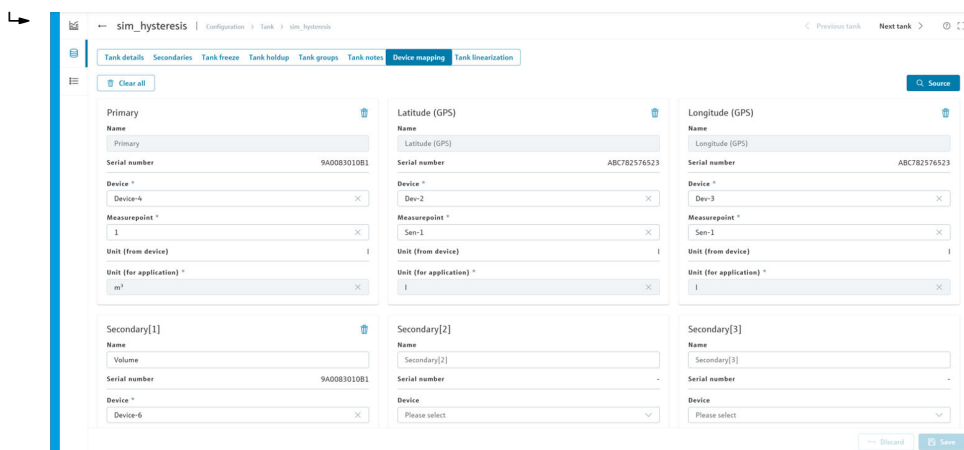 ← sim_hysteresis | Configuration > Tank > sim_hysteresis < Previous tank Next tank >
Tank details Secondaries Tank freeze Tank holdup Tank groups Tank notes Device mapping Tank linearization
Clear all Source
Primary
Name
Primary
Serial number 9A0083010B1
Device *
Device-4
Measurepoint *
1
Unit (from device) l
Unit (for application) *
m³
Latitude (GPS)
Name
Latitude (GPS)
Serial number ABC782576523
Device *
Dev-2
Measurepoint *
Sen-1
Unit (from device) l
Unit (for application) *
l
Longitude (GPS)
Name
Longitude (GPS)
Serial number ABC782576523
Device *
Dev-3
Measurepoint *
Sen-1
Unit (from device) l
Unit (for application) *
l
Secondary[1]
Name
Volume
Serial number 9A0083010B1
Device *
Device-6
Secondary[2]
Name
Secondary[2]
Serial number -
Device
Please select
Secondary[3]
Name
Secondary[3]
Serial number -
Device
Please select
Discard Save